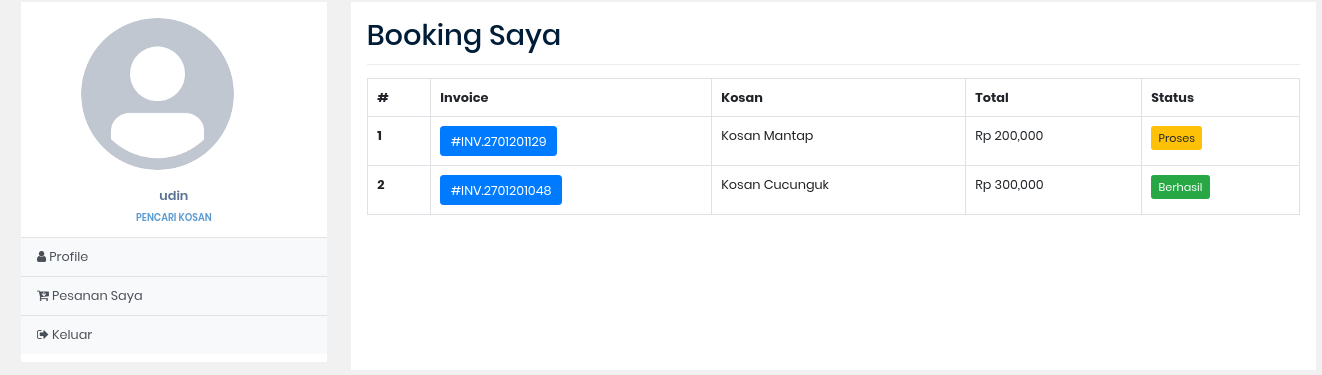 udin
PENCARI KOSAN
Profile
Pesanan Saya
Keluar
Booking Saya
# Invoice Kosan Total Status
1 #INV.2701201129 Kosan Mantap Rp 200,000 Proses
2 #INV.2701201048 Kosan Cucunguk Rp 300,000 Berhasil